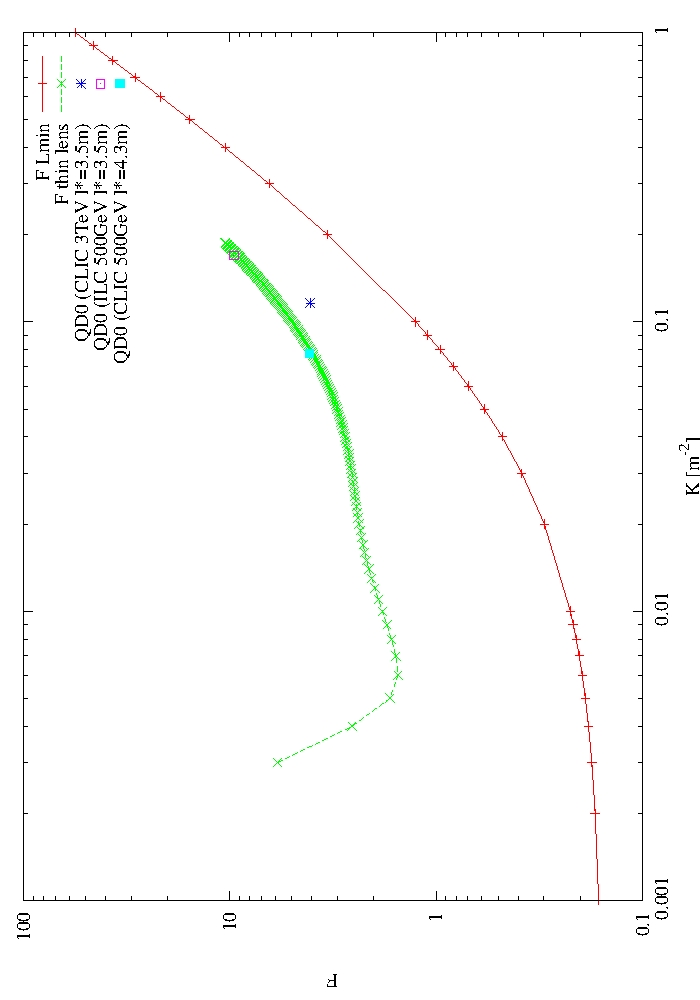 F Lmin
F thin lens
QD0 (CLIC 3TeV l*=3.5m)
QD0 (ILC 500GeV l*=3.5m)
QD0 (CLIC 500GeV l*=4.3m)
100
10
1
0.1
F
0.001
0.01
0.1
1
K [m-2]